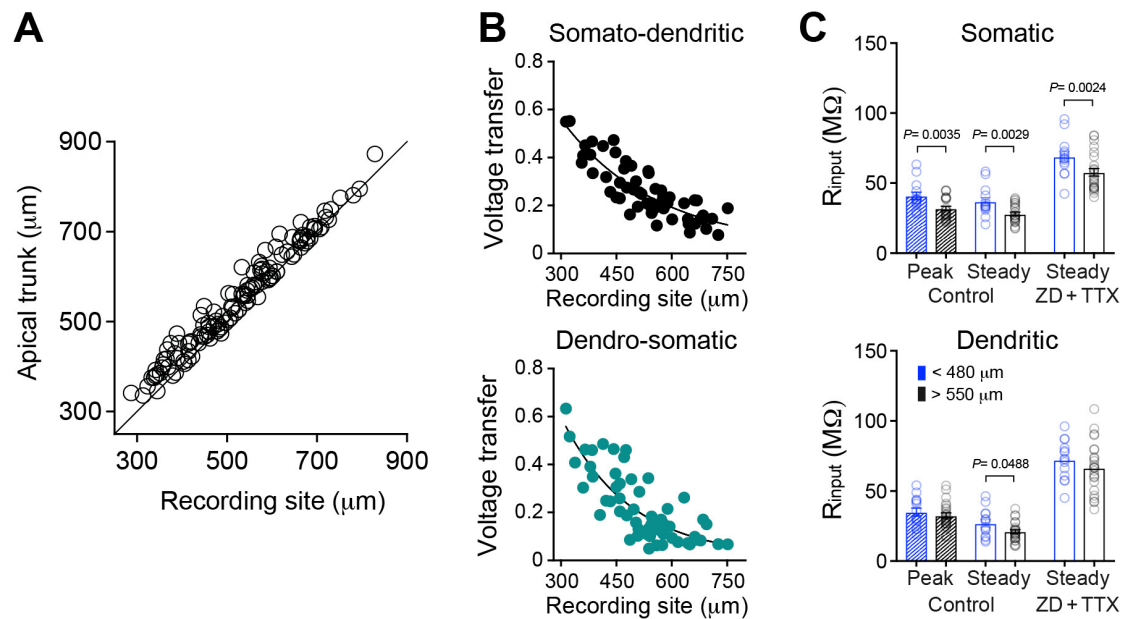 A
Apical trunk (μm)
900
700
500
300
300 500 700 900
Recording site (μm)
B
Somato-dendritic
Voltage transfer
0.8
0.6
0.4
0.2
0
300 450 600 750
Recording site (μm)
Dendro-somatic
Voltage transfer
0.8
0.6
0.4
0.2
0
300 450 600 750
Recording site (μm)
C
Somatic
Rinput (MΩ)
150
100
50
0
P= 0.0035
P= 0.0029
P= 0.0024
Peak Steady Steady
Control ZD + TTX
Dendritic
Rinput (MΩ)
150
100
50
0
< 480 μm
> 550 μm
P= 0.0488
Peak Steady Steady
Control ZD + TTX